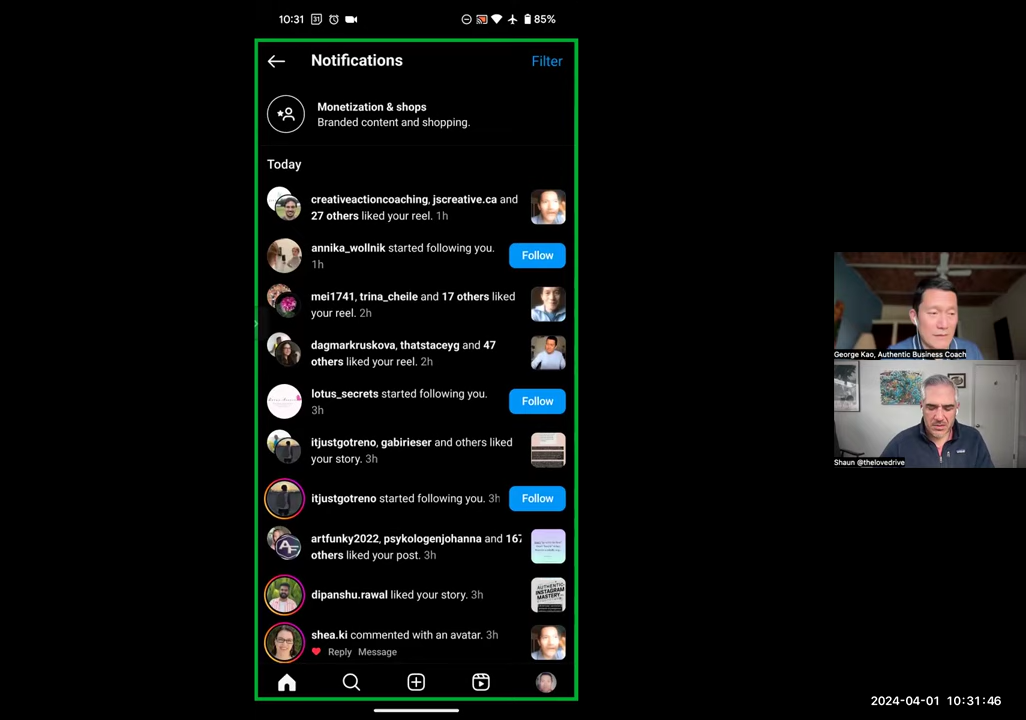 10:31
31
85%
Notifications
Filter
Monetization & shops
Branded content and shopping.
Today
creativeactioncoaching, jscreative.ca and
27 others liked your reel. 1h
annika_wollnik started following you.
1h
Follow
mei1741, trina_cheile and 17 others liked
your reel. 2h
dagmarkruskova, thatstaceyg and 47
others liked your reel. 2h
lotus_secrets started following you.
3h
Follow
itjustgotreno, gabirieser and others liked
your story. 3h
itjustgotreno started following you. 3h
Follow
artfunky2022, psykologenjohanna and 167
others liked your post. 3h
dipanshu.rawal liked your story. 3h
AUTHENTIC
INSTAGRAM
MASTERY
shea.ki commented with an avatar. 3h
Reply Message
George Kao, Authentic Business Coach
Shaun @thelovedrive
2024-04-01 10:31:46